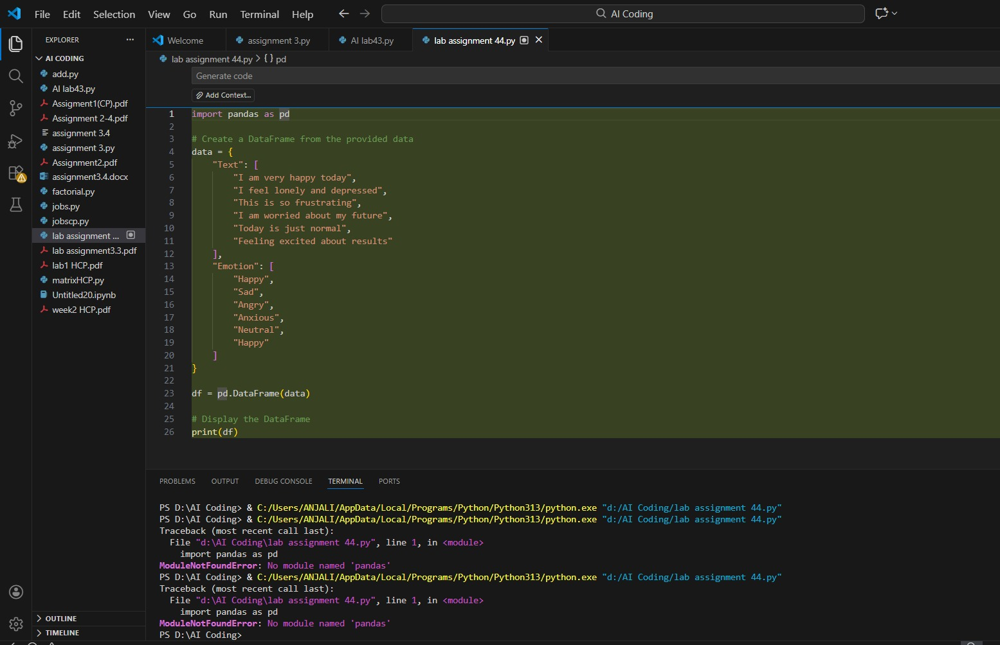 File Edit Selection View Go Run Terminal Help
AI Coding
EXPLORER
AI CODING
add.py
AI lab43.py
Assigment1(CP).pdf
Assignment 2-4.pdf
assignment 3.4
assignment 3.py
Assignment2.pdf
assignment3.4.docx
factorial.py
jobs.py
jobscp.py
lab assignment ...
lab assignment3.3.pdf
lab1 HCP.pdf
matrixHCP.py
Untitled20.ipynb
week2 HCP.pdf
OUTLINE
TIMELINE
Welcome
assignment 3.py
AI lab43.py
lab assignment 44.py
lab assignment 44.py > {} pd
Generate code
Add Context...
1 import pandas as pd
2
3 # Create a DataFrame from the provided data
4 data = {
5 "Text": [
6 "I am very happy today",
7 "I feel lonely and depressed",
8 "This is so frustrating",
9 "I am worried about my future",
10 "Today is just normal",
11 "Feeling excited about results"
12 ],
13 "Emotion": [
14 "Happy",
15 "Sad",
16 "Angry",
17 "Anxious",
18 "Neutral",
19 "Happy"
20 ]
21 }
22
23 df = pd.DataFrame(data)
24
25 # Display the DataFrame
26 print(df)
PROBLEMS OUTPUT DEBUG CONSOLE TERMINAL PORTS
PS D:\AI Coding> & C:/Users/ANJALI/AppData/Local/Programs/Python/Python313/python.exe "d:/AI Coding/lab assignment 44.py"
PS D:\AI Coding> & C:/Users/ANJALI/AppData/Local/Programs/Python/Python313/python.exe "d:/AI Coding/lab assignment 44.py"
Traceback (most recent call last):
File "d:\AI Coding\lab assignment 44.py", line 1, in <module>
import pandas as pd
ModuleNotFoundError: No module named 'pandas'
PS D:\AI Coding> & C:/Users/ANJALI/AppData/Local/Programs/Python/Python313/python.exe "d:/AI Coding/lab assignment 44.py"
Traceback (most recent call last):
File "d:\AI Coding\lab assignment 44.py", line 1, in <module>
import pandas as pd
ModuleNotFoundError: No module named 'pandas'
PS D:\AI Coding>